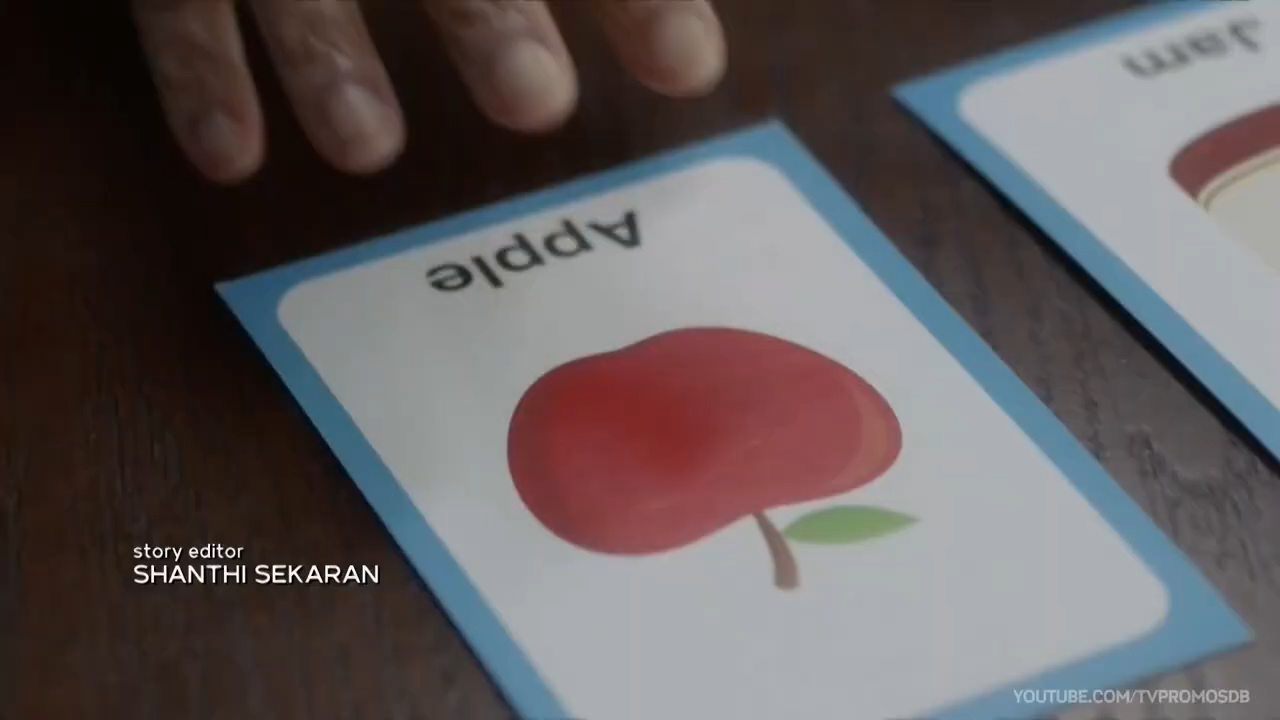 Jam
Apple
story editor
SHANTHI SEKARAN
YOUTUBE.COM/TVPROMOSDB